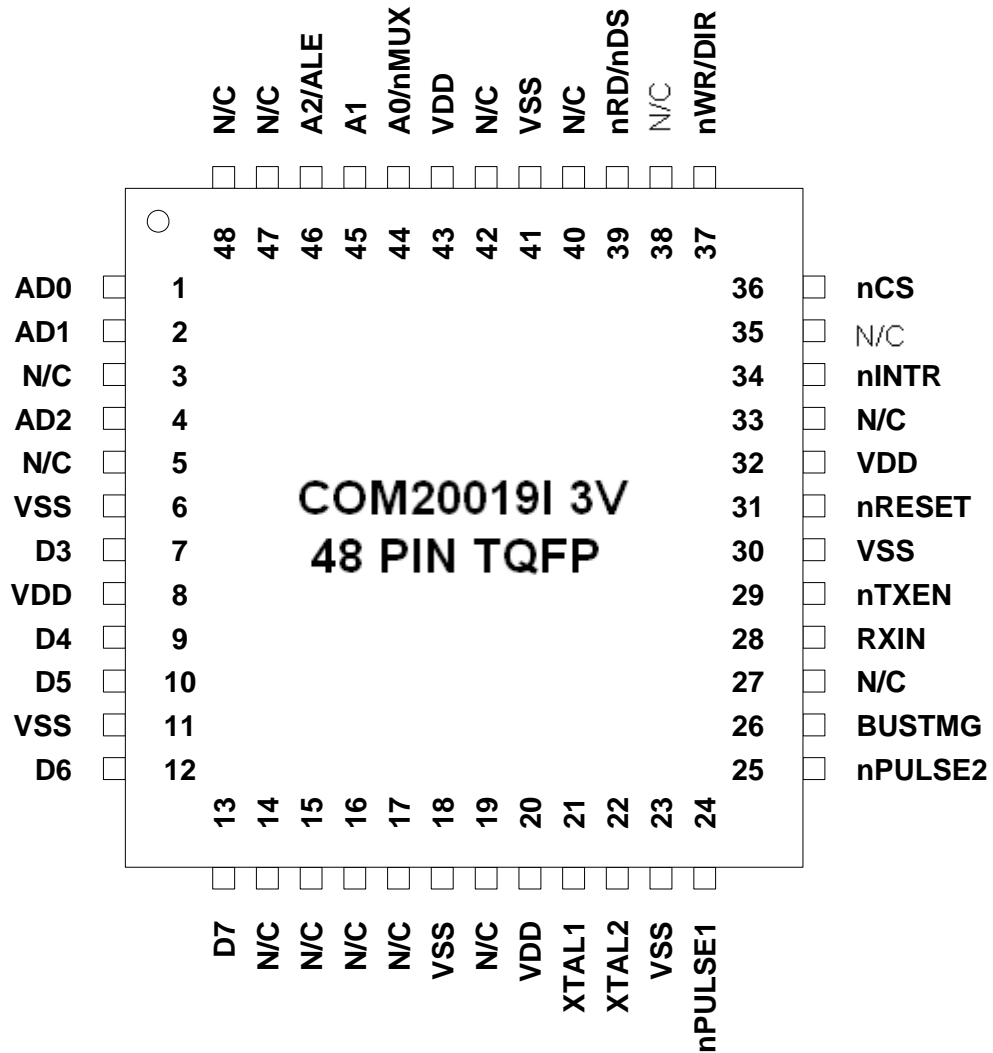 N/C
N/C
A2/ALE
A1
A0/nMUX
VDD
N/C
VSS
N/C
nRD/nDS
N/C
nWR/DIR
48
47
46
45
44
43
42
41
40
39
38
37
AD0 1
AD1 2
N/C 3
AD2 4
N/C 5
VSS 6
D3 7
VDD 8
D4 9
D5 10
VSS 11
D6 12
COM20019I 3V
48 PIN TQFP
36 nCS
35 N/C
34 nINTR
33 N/C
32 VDD
31 nRESET
30 VSS
29 nTXEN
28 RXIN
27 N/C
26 BUSTMG
25 nPULSE2
13
14
15
16
17
18
19
20
21
22
23
24
D7
N/C
N/C
N/C
N/C
VSS
N/C
VDD
XTAL1
XTAL2
VSS
nPULSE1